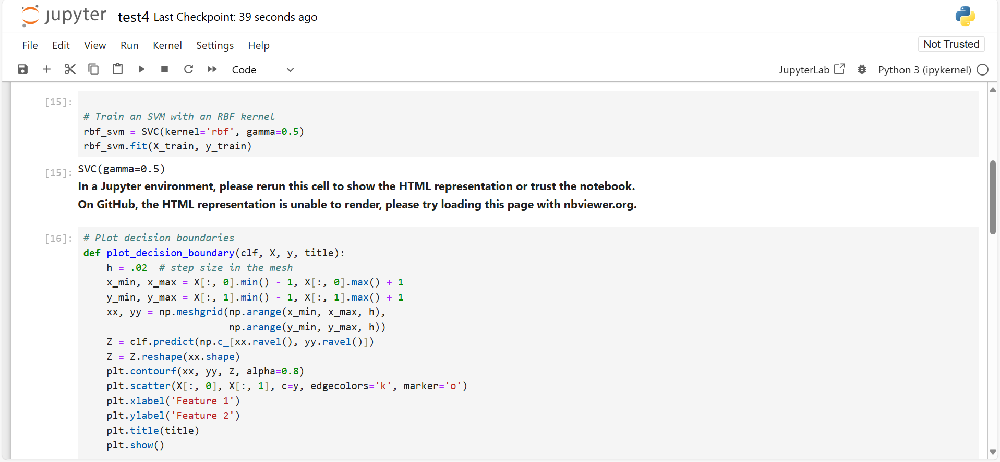 jupyter test4 Last Checkpoint: 39 seconds ago
File Edit View Run Kernel Settings Help Not Trusted
Code JupyterLab Python 3 (ipykernel)
[15]:
# Train an SVM with an RBF kernel
rbf_svm = SVC(kernel='rbf', gamma=0.5)
rbf_svm.fit(X_train, y_train)
[15]: SVC(gamma=0.5)
In a Jupyter environment, please rerun this cell to show the HTML representation or trust the notebook.
On GitHub, the HTML representation is unable to render, please try loading this page with nbviewer.org.
[16]: # Plot decision boundaries
def plot_decision_boundary(clf, X, y, title):
    h = .02  # step size in the mesh
    x_min, x_max = X[:, 0].min() - 1, X[:, 0].max() + 1
    y_min, y_max = X[:, 1].min() - 1, X[:, 1].max() + 1
    xx, yy = np.meshgrid(np.arange(x_min, x_max, h),
                         np.arange(y_min, y_max, h))
    Z = clf.predict(np.c_[xx.ravel(), yy.ravel()])
    Z = Z.reshape(xx.shape)
    plt.contourf(xx, yy, Z, alpha=0.8)
    plt.scatter(X[:, 0], X[:, 1], c=y, edgecolors='k', marker='o')
    plt.xlabel('Feature 1')
    plt.ylabel('Feature 2')
    plt.title(title)
    plt.show()